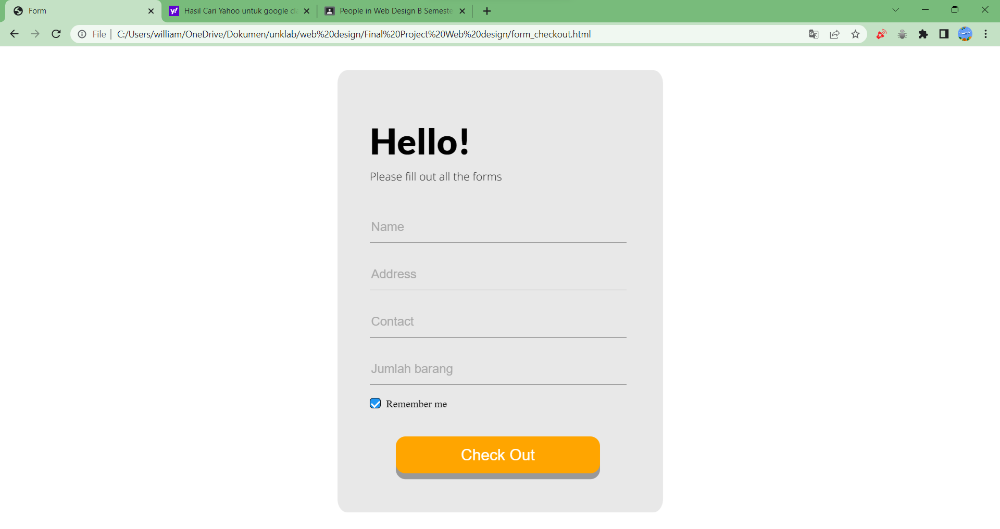 Form
Hasil Cari Yahoo untuk google cla
People in Web Design B Semeste
File
C:/Users/william/OneDrive/Dokumen/unklab/web%20design/Final%20Project%20Web%20design/form_checkout.html
Hello!
Please fill out all the forms
Name
Address
Contact
Jumlah barang
Remember me
Check Out